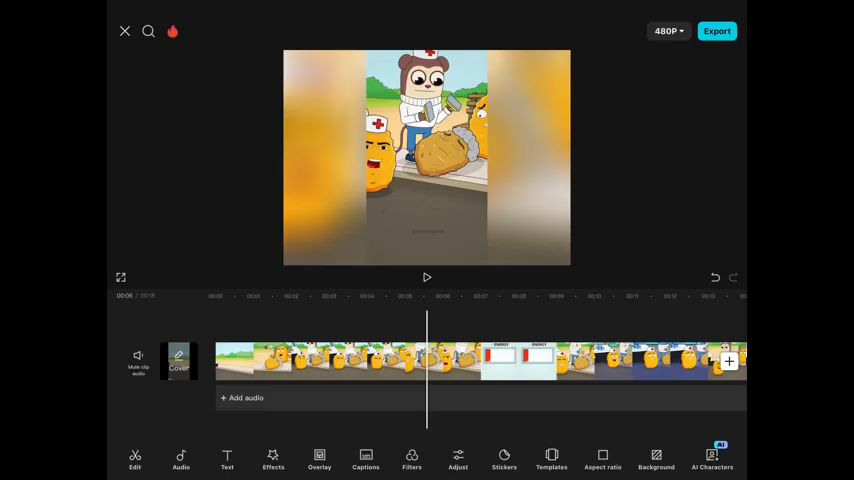 480P
Export
00:06 / 00:18
00:00 00:01 00:02 00:03 00:04 00:05 00:06 00:07 00:08 00:09 00:10 00:11 00:12 00:13
Mute clip
audio
Cover
ENERGY ENERGY
+ Add audio
AI
Edit Audio Text Effects Overlay Captions Filters Adjust Stickers Templates Aspect ratio Background AI Characters